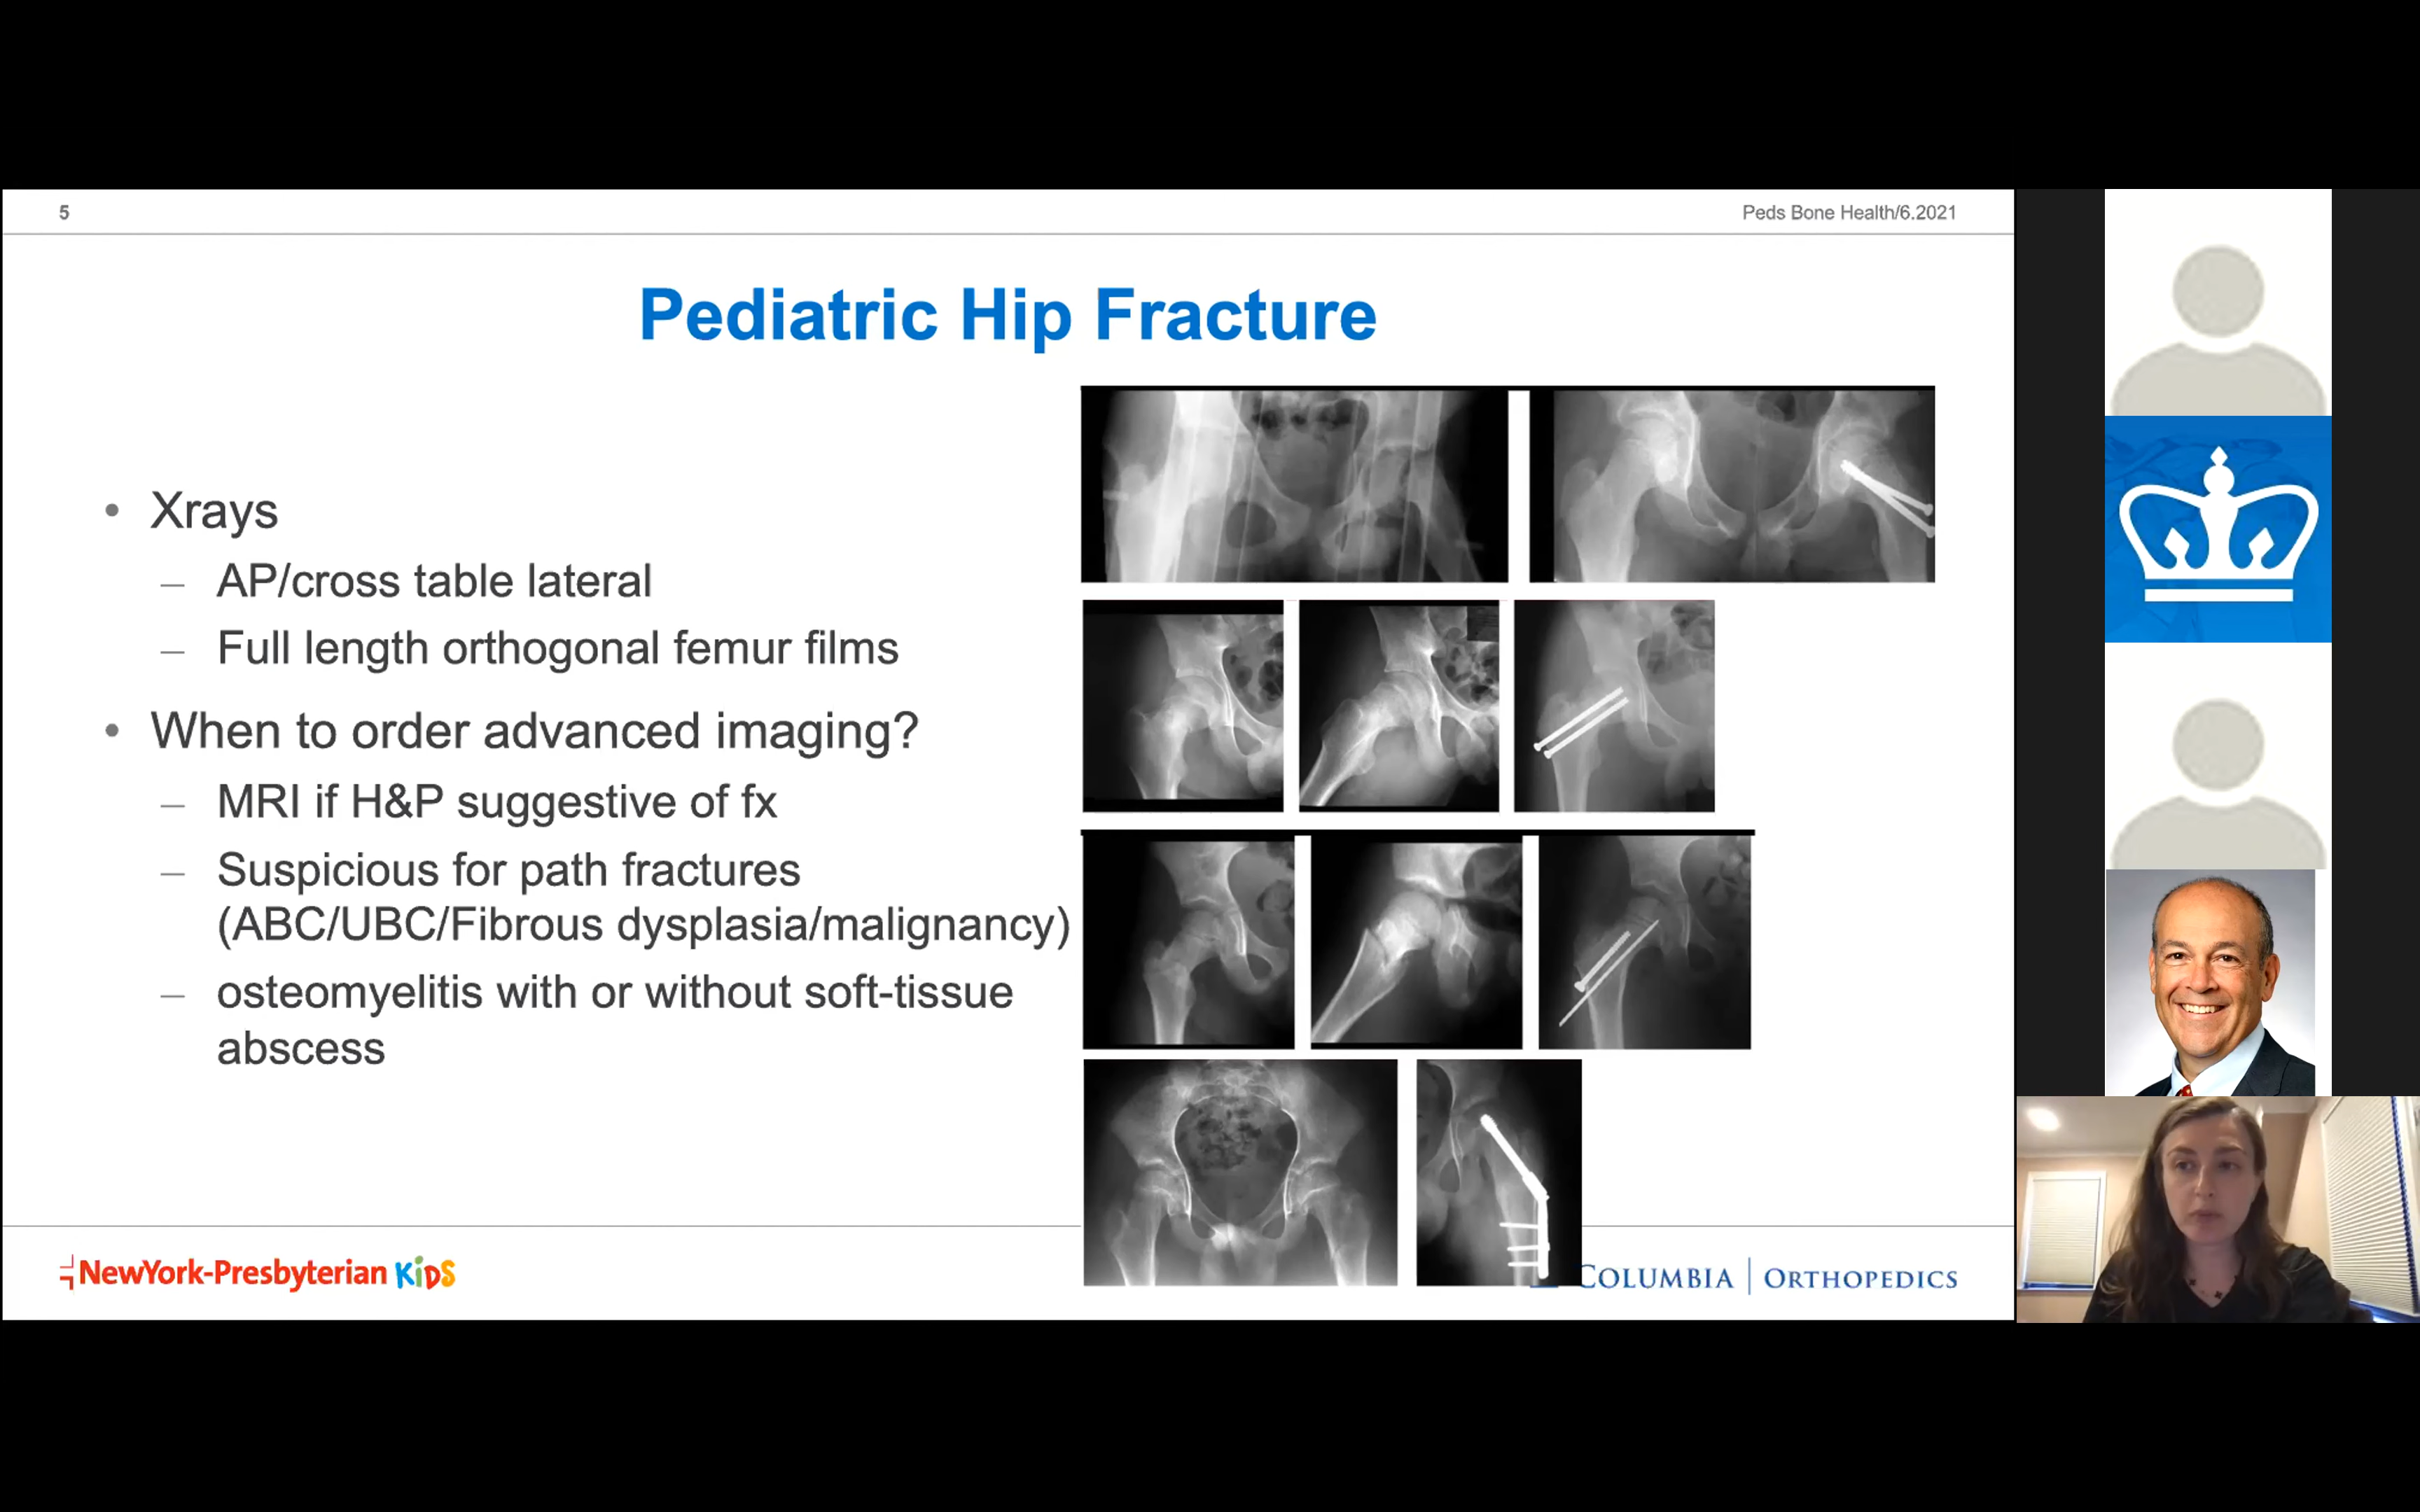 5
Peds Bone Health/6.2021
Pediatric Hip Fracture
• Xrays
– AP/cross table lateral
– Full length orthogonal femur films
• When to order advanced imaging?
– MRI if H&P suggestive of fx
– Suspicious for path fractures
(ABC/UBC/Fibrous dysplasia/malignancy)
– osteomyelitis with or without soft-tissue
abscess
NewYork-Presbyterian KiDS
COLUMBIA | ORTHOPEDICS